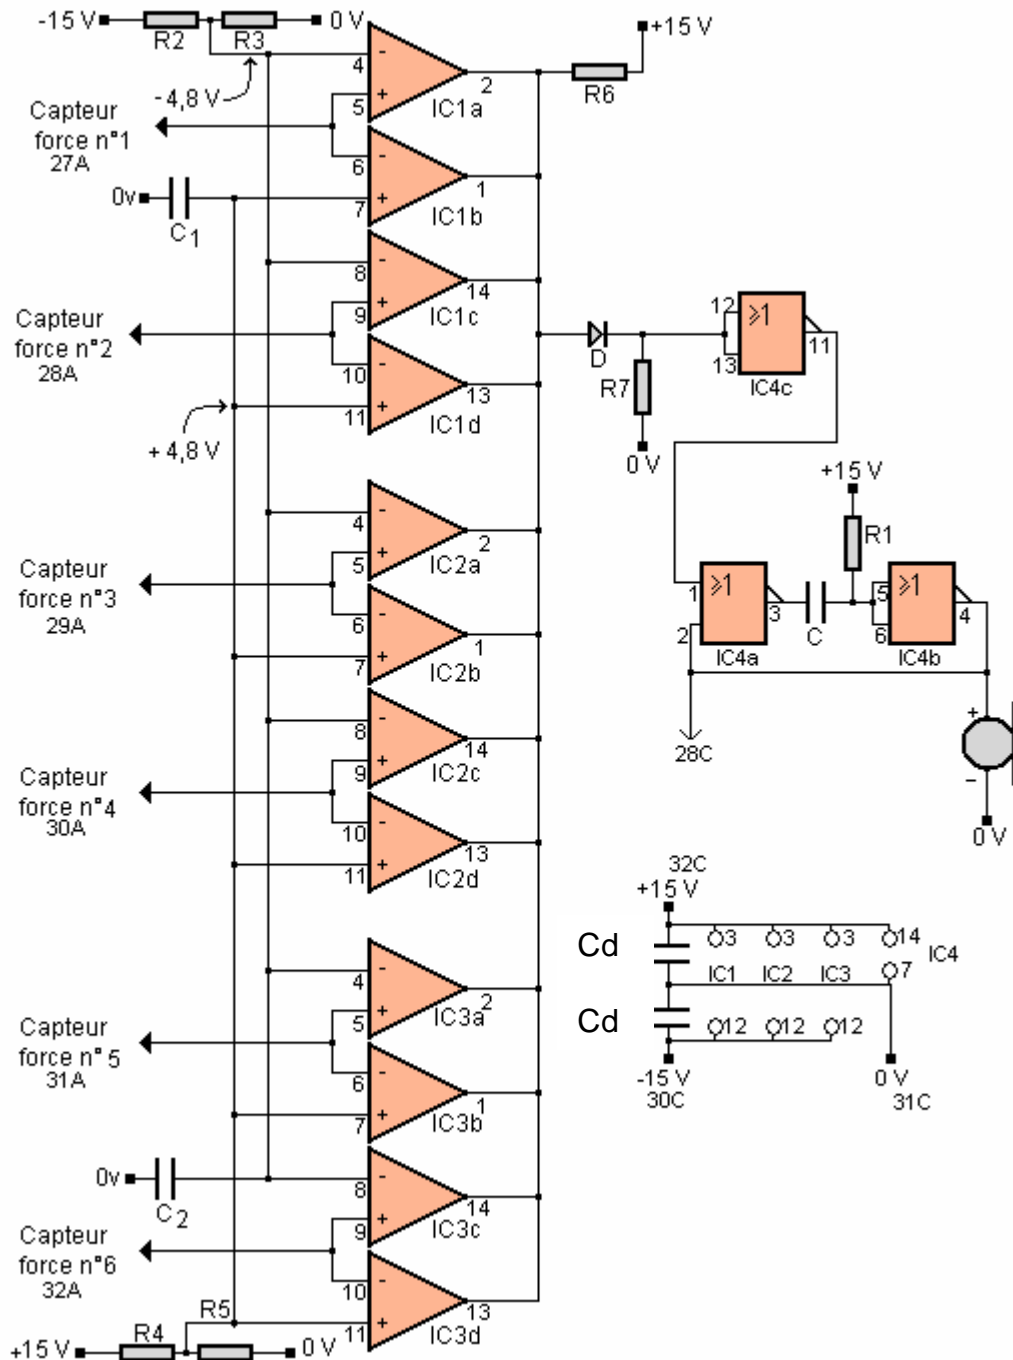 -15 V
R2
R3
0 V
- 4,8 V
4
-
5
+
2
IC1a
Capteur
force n°1
27A
6
-
7
+
1
IC1b
0v
C1
8
-
9
+
14
IC1c
Capteur
force n°2
28A
10
-
11
+
13
IC1d
+ 4,8 V
4
-
5
+
2
IC2a
Capteur
force n°3
29A
6
-
7
+
1
IC2b
8
-
9
+
14
IC2c
Capteur
force n°4
30A
10
-
11
+
13
IC2d
4
-
5
+
2
IC3a
Capteur
force n°5
31A
6
-
7
+
1
IC3b
0v
C2
8
-
9
+
14
IC3c
Capteur
force n°6
32A
10
-
11
+
13
IC3d
R5
R4
+15 V
0 V
+15 V
R6
D
R7
0 V
12
13
≥1
11
IC4c
+15 V
R1
1
2
≥1
3
IC4a
C
5
6
≥1
4
IC4b
28C
+
−
0 V
32C
+15 V
Cd
3 3 3 14
IC1 IC2 IC3 7 IC4
Cd
12 12 12
-15 V
30C
0 V
31C